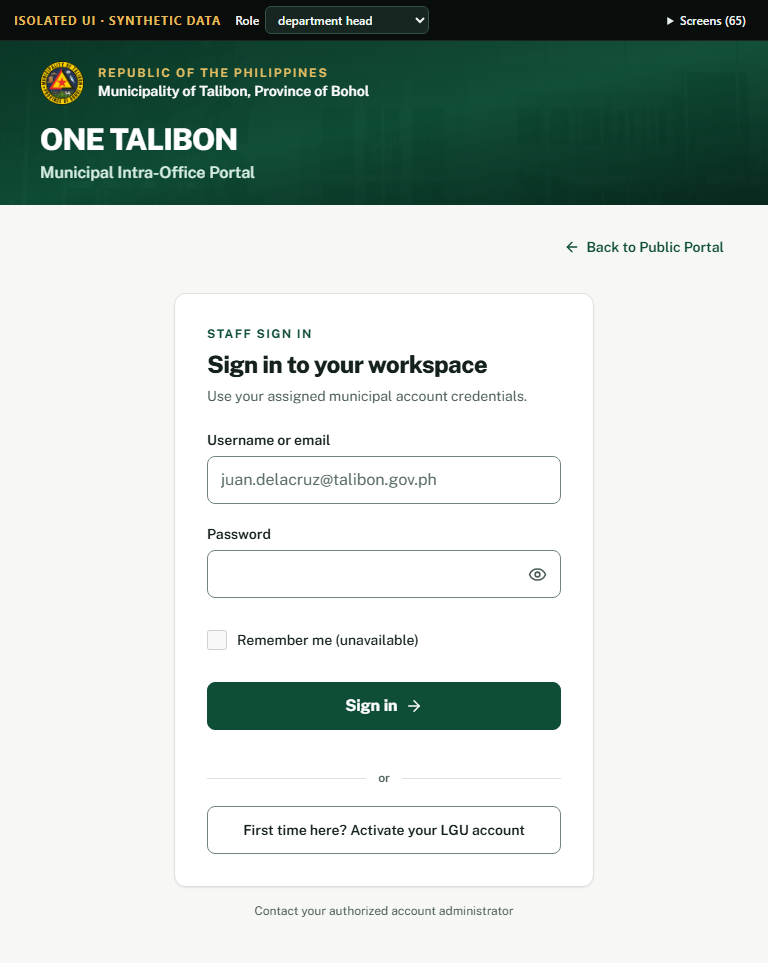 ISOLATED UI · SYNTHETIC DATA Role department head Screens (65)
REPUBLIC OF THE PHILIPPINES
Municipality of Talibon, Province of Bohol
ONE TALIBON
Municipal Intra-Office Portal
← Back to Public Portal
STAFF SIGN IN
Sign in to your workspace
Use your assigned municipal account credentials.
Username or email
juan.delacruz@talibon.gov.ph
Password
Remember me (unavailable)
Sign in →
or
First time here? Activate your LGU account
Contact your authorized account administrator